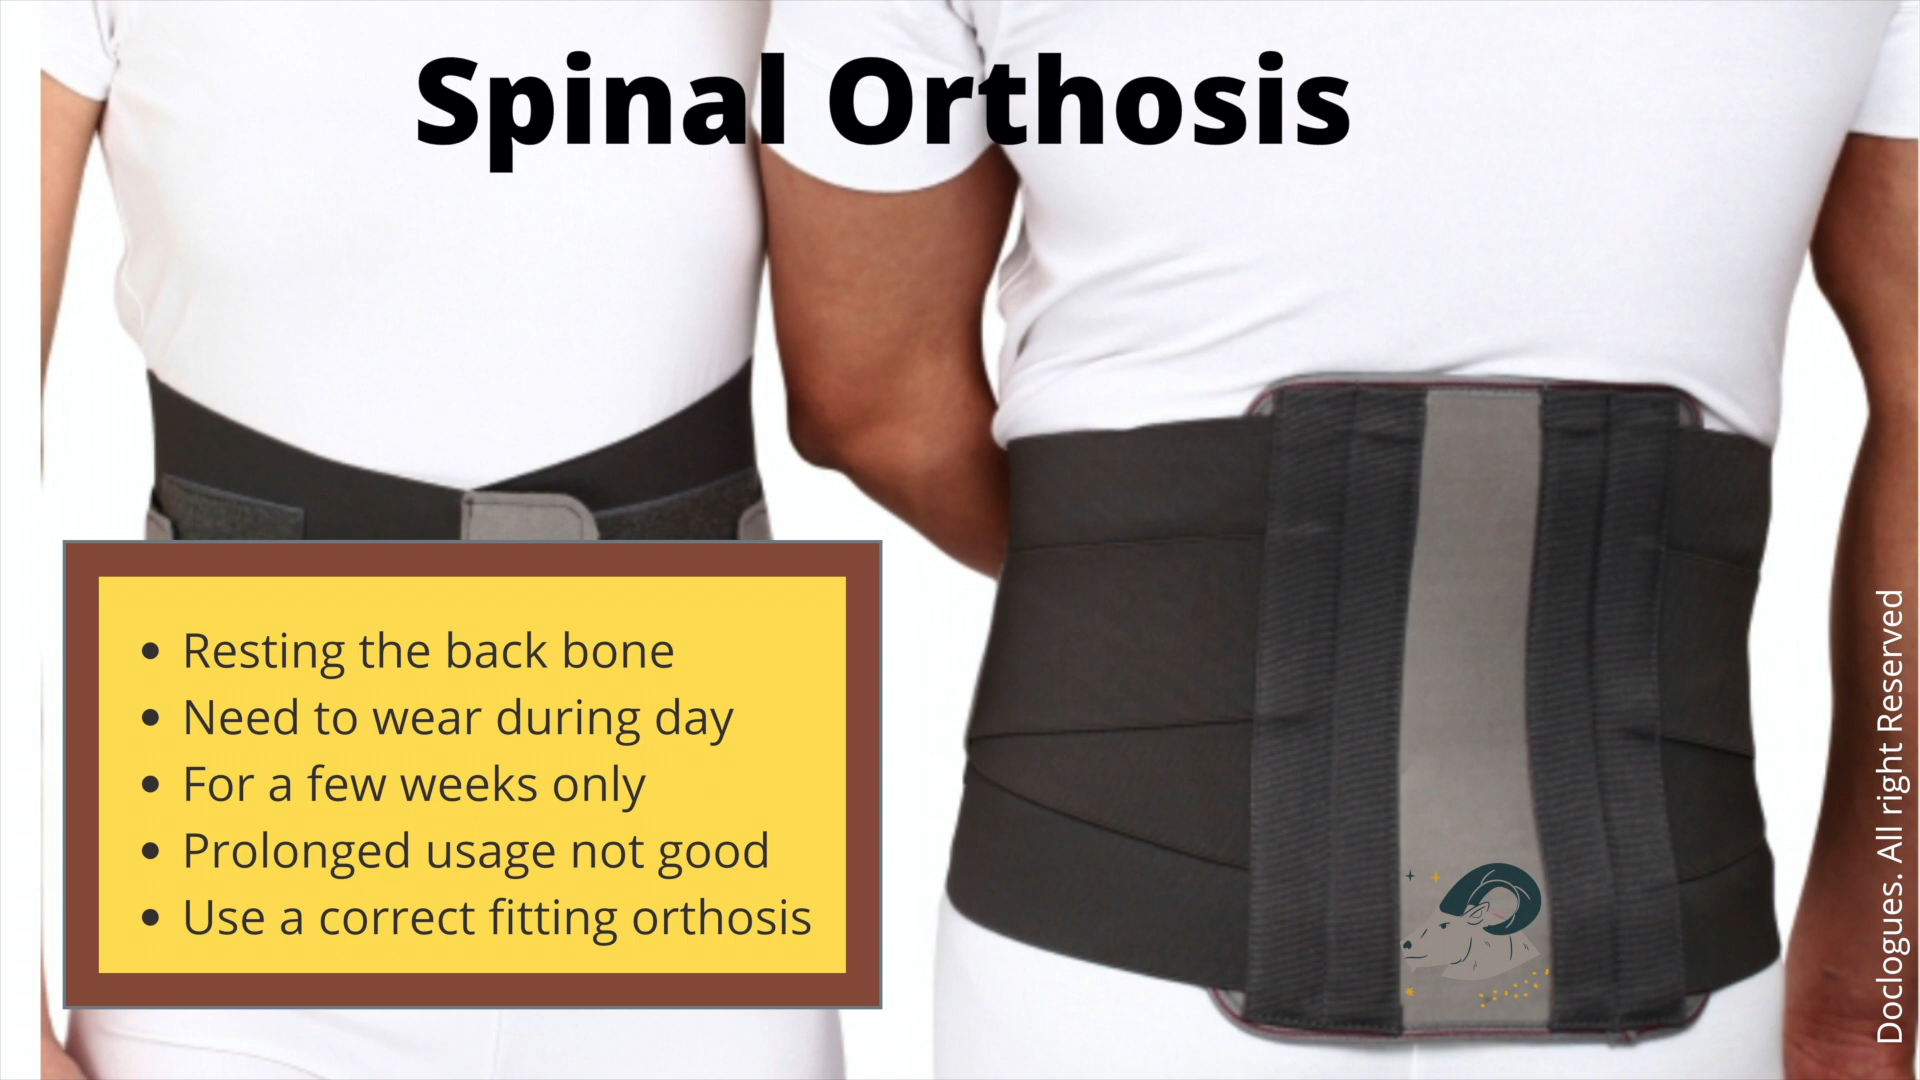 Spinal Orthosis
• Resting the back bone
• Need to wear during day
• For a few weeks only
• Prolonged usage not good
• Use a correct fitting orthosis
Doclogues. All right Reserved